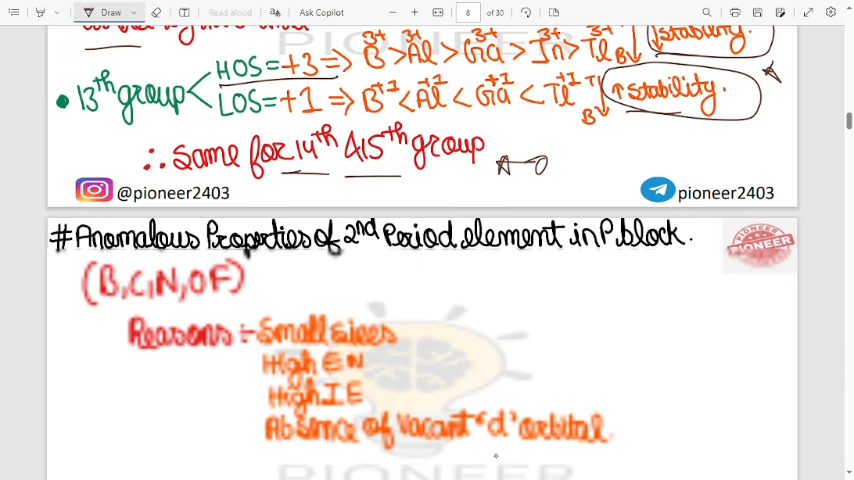 Draw
Read aloud
Ask Copilot
8 of 30
13th group
HOS = +3 => B3+ > Al3+ > Ga3+ > In3+ > Tl3+ B↓ ↓ stability.
LOS = +1 => B+1 < Al+1 < Ga+1 < Tl+1 T↓B ↑ stability.
∴ Same for 14th & 15th group
@pioneer2403
pioneer2403
# Anomalous Properties of 2nd Period element in P. block.
PIONEER
(B, C, N, O F)
Reasons :- Small sizes
High E N
High I E
Absence of vacant 'd' orbital.
PIONEER